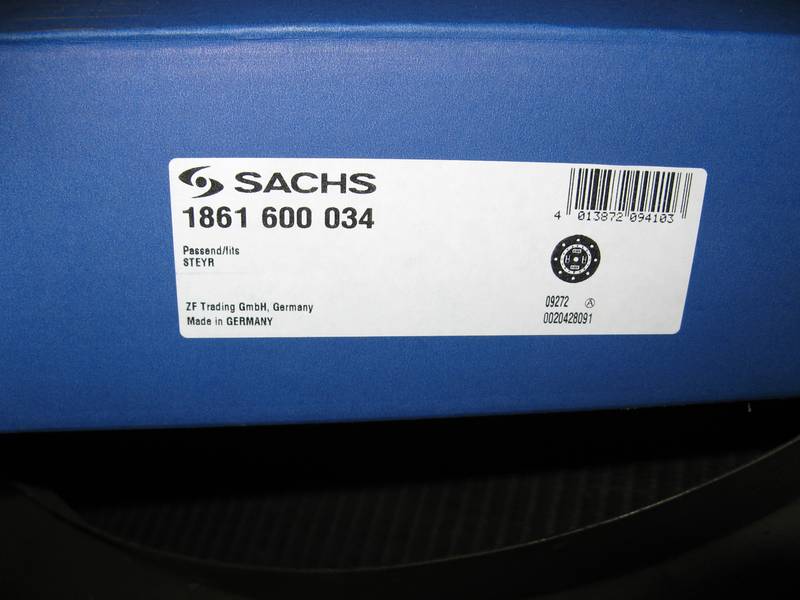 SACHS
1861 600 034
Passend/fits
STEYR
ZF Trading GmbH, Germany
Made in GERMANY
4 013872 094103
09272 A
0020428091